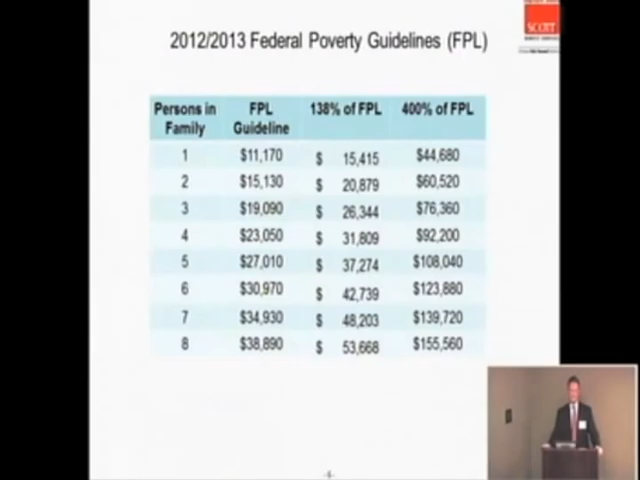 SCOTT
2012/2013 Federal Poverty Guidelines (FPL)
Persons in Family FPL Guideline 138% of FPL 400% of FPL
1 $11,170 $ 15,415 $44,680
2 $15,130 $ 20,879 $60,520
3 $19,090 $ 26,344 $76,360
4 $23,050 $ 31,809 $92,200
5 $27,010 $ 37,274 $108,040
6 $30,970 $ 42,739 $123,880
7 $34,930 $ 48,203 $139,720
8 $38,890 $ 53,668 $155,560